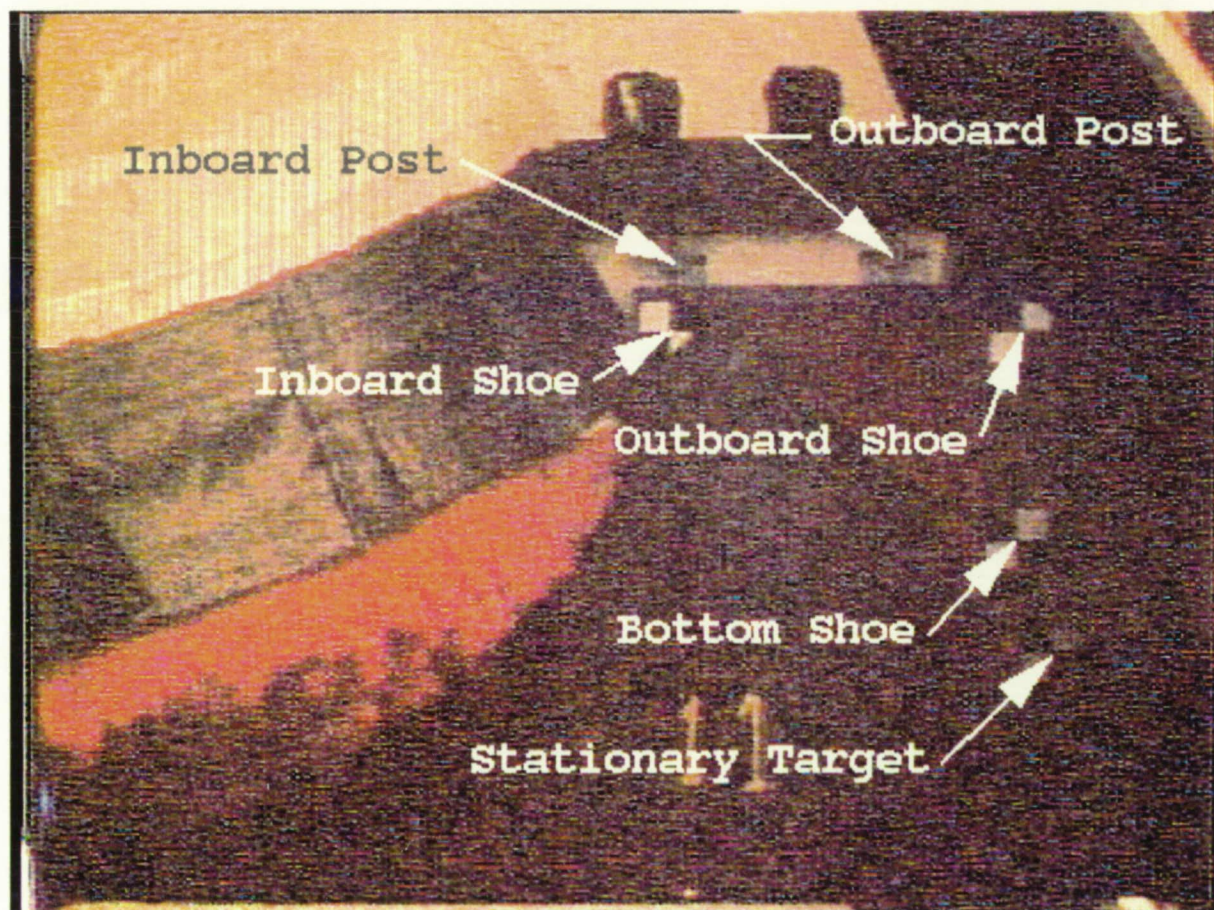 Outboard Post
Inboard Post
Inboard Shoe
Outboard Shoe
Bottom Shoe
Stationary Target
11